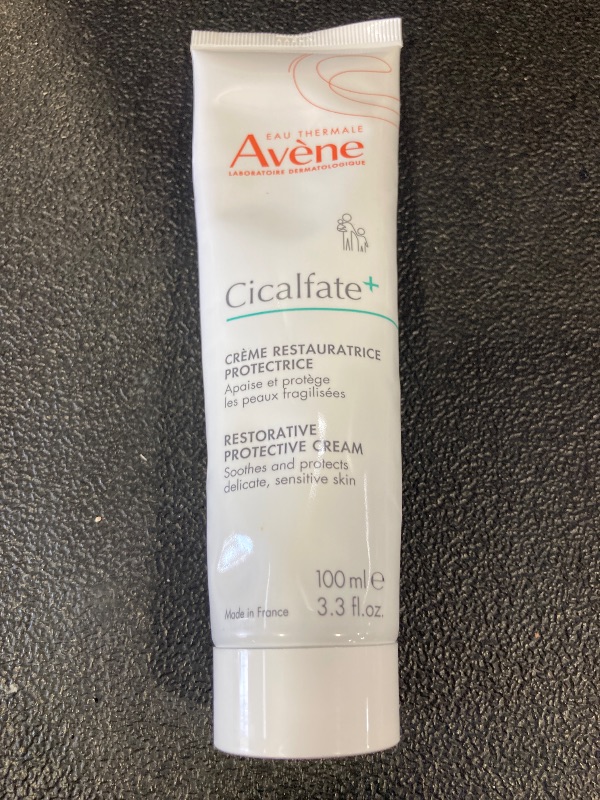 EAU THERMALE
Avène
LABORATOIRE DERMATOLOGIQUE
Cicalfate+
CRÈME RESTAURATRICE
PROTECTRICE
Apaise et protège
les peaux fragilisées
RESTORATIVE
PROTECTIVE CREAM
Soothes and protects
delicate, sensitive skin
100 ml e
Made in France 3.3 fl.oz.